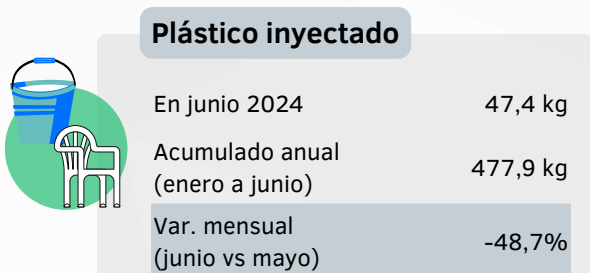 Plástico inyectado
En junio 2024 47,4 kg
Acumulado anual
(enero a junio) 477,9 kg
Var. mensual
(junio vs mayo) -48,7%